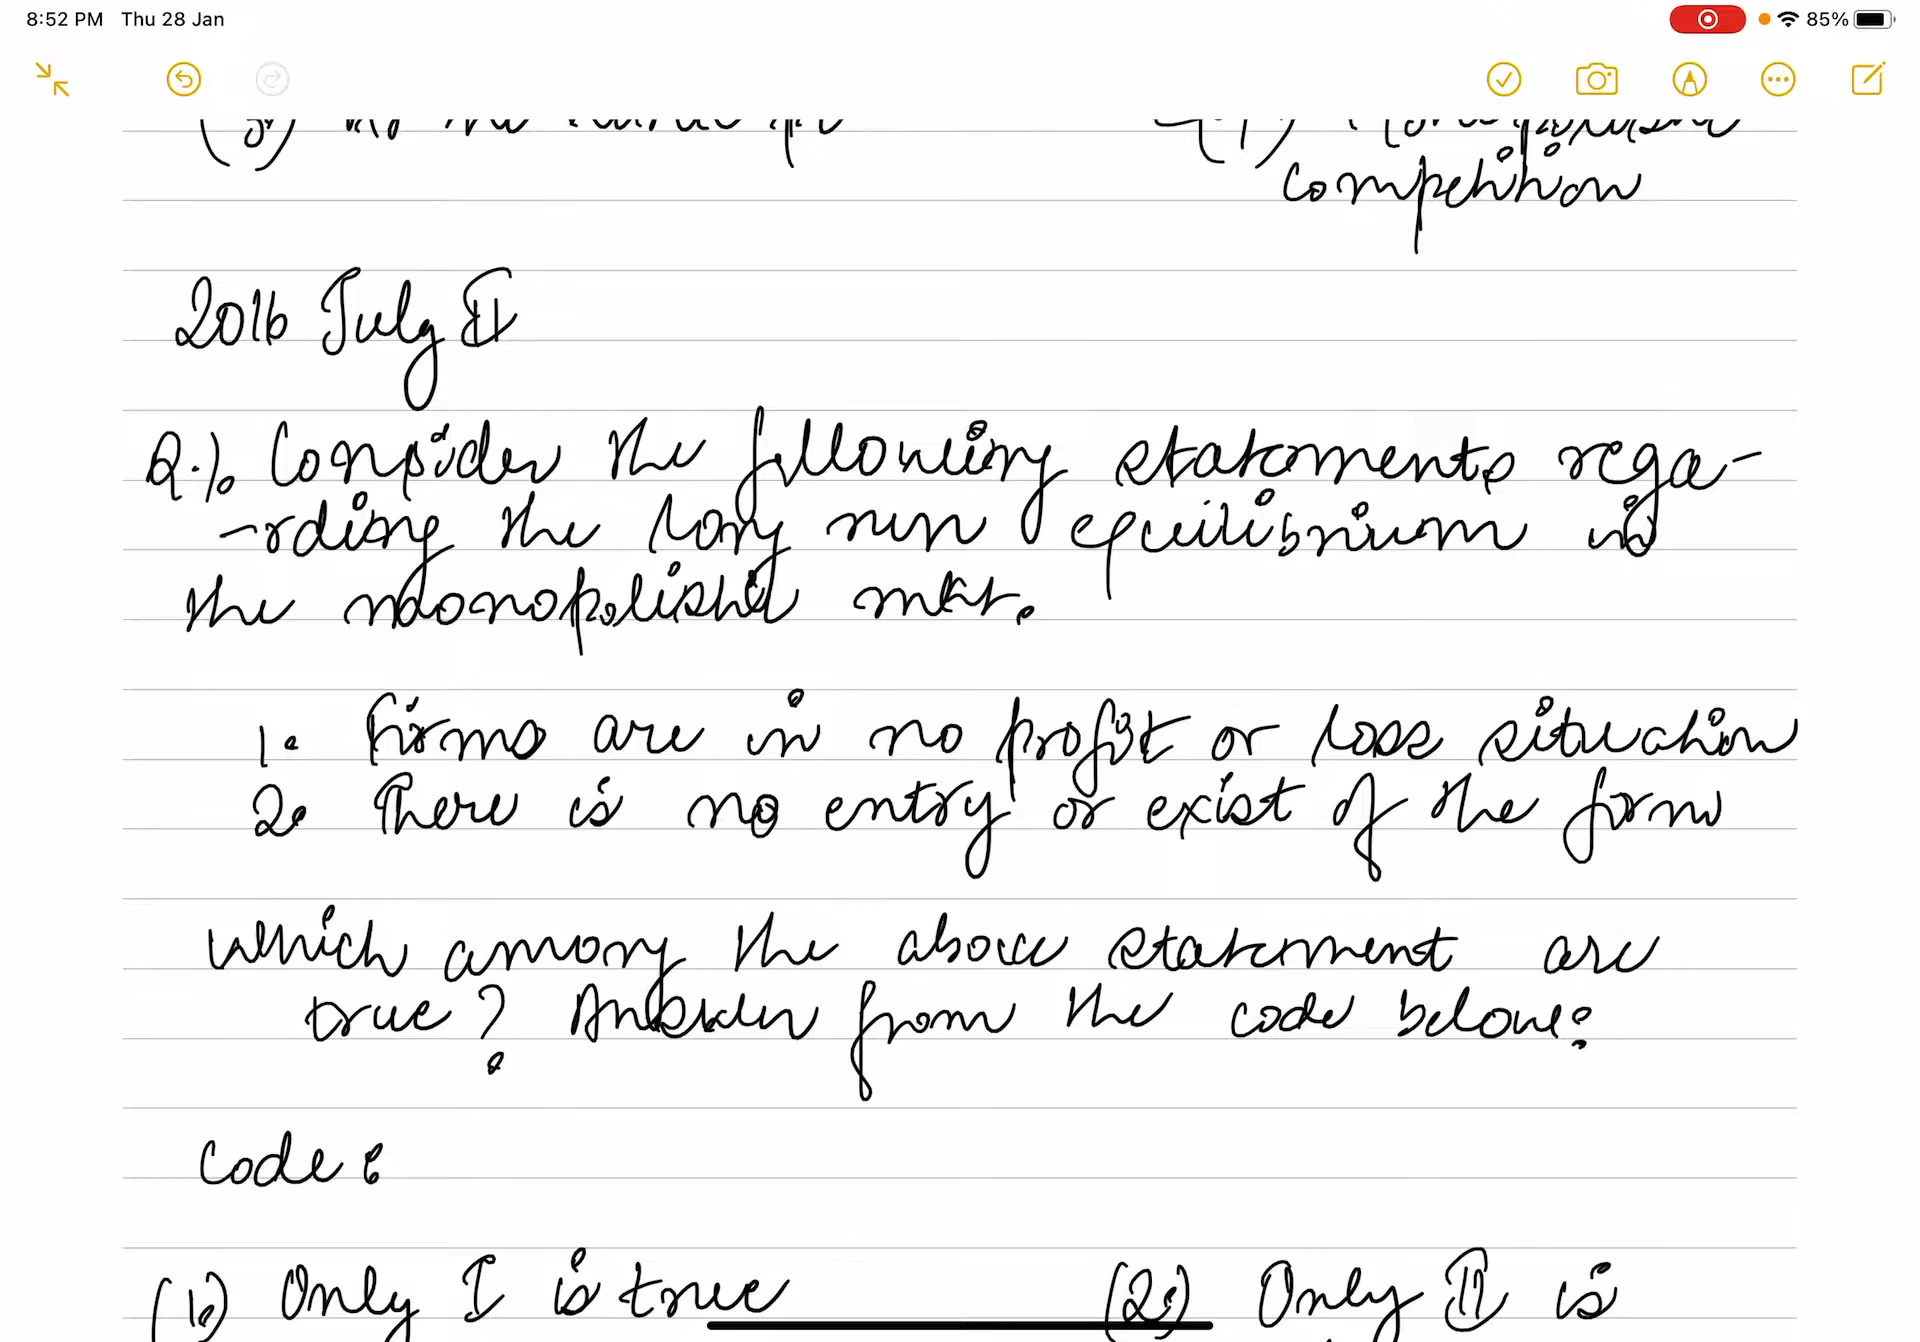 8:52 PM Thu 28 Jan 85%
competition
2016 July II
Q.1. Consider the following statements rega-
-rding the long run equilibrium in
the monopolistic mkt.
1. Firms are in no profit or loss situation
2. There is no entry or exist of the firm
which among the above statement are
true? Answer from the code below:
Code:
(1.) Only I is true (2.) Only II is